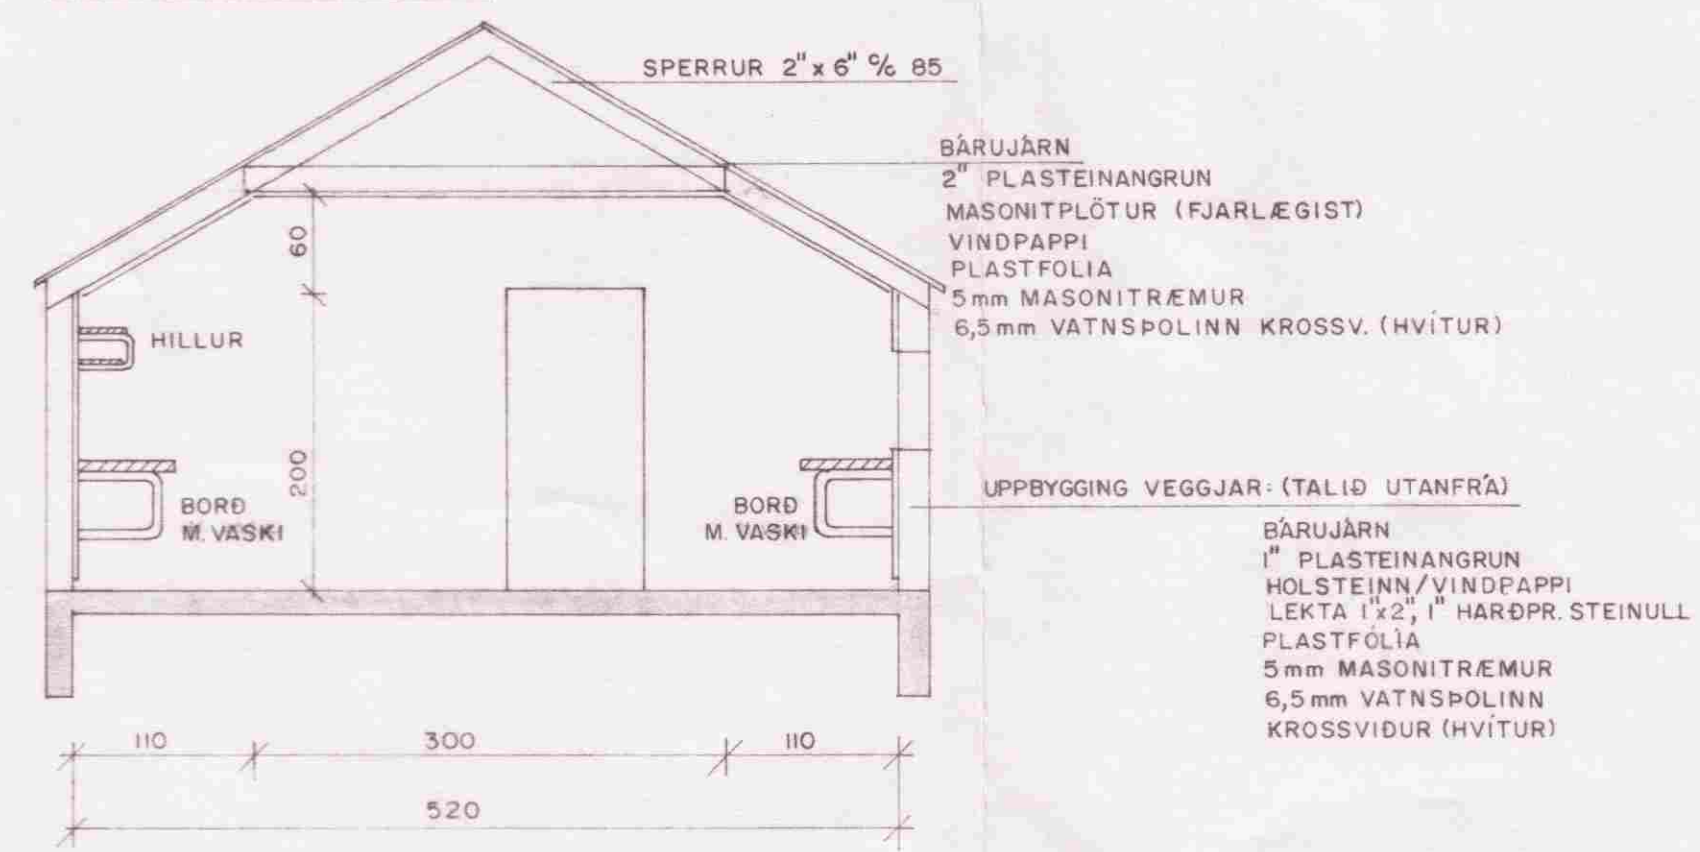 SPERRUR 2" x 6" c/c 85
BÁRUJÁRN
2" PLASTEINANGRUN
MASONITPLÖTUR (FJARLÆGIST)
VINDPAPPI
PLASTFOLIA
5mm MASONITRÆMUR
6,5mm VATNSÞOLINN KROSSV. (HVÍTUR)
60
HILLUR
200
BORÐ
M. VASKI
BORÐ
M. VASKI
UPPBYGGING VEGGJAR: (TALIÐ UTANFRÁ)
BÁRUJÁRN
1" PLASTEINANGRUN
HOLSTEINN/VINDPAPPI
LEKTA 1"x2", 1" HARÐPR. STEINULL
PLASTFÓLÍA
5mm MASONITRÆMUR
6,5mm VATNSÞOLINN
KROSSVIÐUR (HVÍTUR)
110 300 110
520